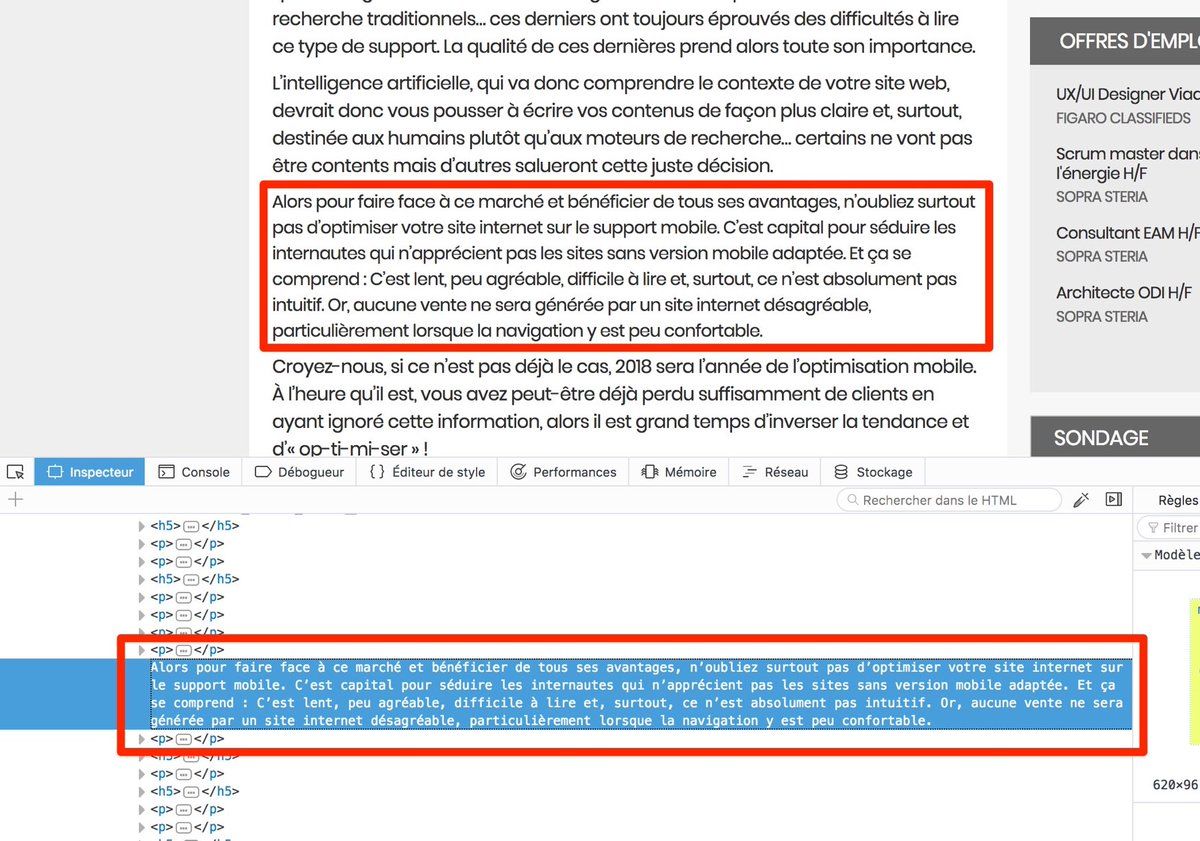 recherche traditionnels... ces derniers ont toujours éprouvés des difficultés à lire
ce type de support. La qualité de ces dernières prend alors toute son importance.
L'intelligence artificielle, qui va donc comprendre le contexte de votre site web,
devrait donc vous pousser à écrire vos contenus de façon plus claire et, surtout,
destinée aux humains plutôt qu'aux moteurs de recherche... certains ne vont pas
être contents mais d'autres salueront cette juste décision.
Alors pour faire face à ce marché et bénéficier de tous ses avantages, n'oubliez surtout
pas d'optimiser votre site internet sur le support mobile. C'est capital pour séduire les
internautes qui n'apprécient pas les sites sans version mobile adaptée. Et ça se
comprend : C'est lent, peu agréable, difficile à lire et, surtout, ce n'est absolument pas
intuitif. Or, aucune vente ne sera générée par un site internet désagréable,
particulièrement lorsque la navigation y est peu confortable.
Croyez-nous, si ce n'est pas déjà le cas, 2018 sera l'année de l'optimisation mobile.
À l'heure qu'il est, vous avez peut-être déjà perdu suffisamment de clients en
ayant ignoré cette information, alors il est grand temps d'inverser la tendance et
d'« op-ti-mi-ser » !
OFFRES D'EMPL
UX/UI Designer Viad
FIGARO CLASSIFIEDS
Scrum master dans
l'énergie H/F
SOPRA STERIA
Consultant EAM H/F
SOPRA STERIA
Architecte ODI H/F
SOPRA STERIA
SONDAGE
Inspecteur Console Débogueur {} Éditeur de style Performances Mémoire Réseau Stockage
+ Rechercher dans le HTML Règles
Filtrer
Modèle
<h5>…</h5>
<p>…</p>
<p>…</p>
<h5>…</h5>
<p>…</p>
<p>…</p>
<p>…</p>
<p>…</p>
Alors pour faire face à ce marché et bénéficier de tous ses avantages, n'oubliez surtout pas d'optimiser votre site internet sur
le support mobile. C'est capital pour séduire les internautes qui n'apprécient pas les sites sans version mobile adaptée. Et ça
se comprend : C'est lent, peu agréable, difficile à lire et, surtout, ce n'est absolument pas intuitif. Or, aucune vente ne sera
générée par un site internet désagréable, particulièrement lorsque la navigation y est peu confortable.
<p>…</p>
<h5>…</h5>
<p>…</p>
<h5>…</h5>
<p>…</p>
<p>…</p>
620×96